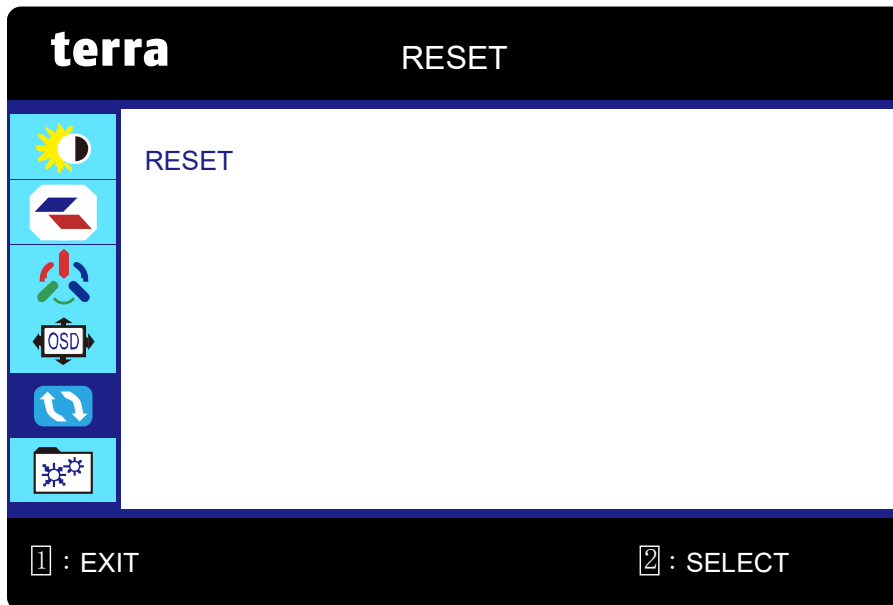 terra
RESET
RESET
OSD
1 : EXIT
2 : SELECT